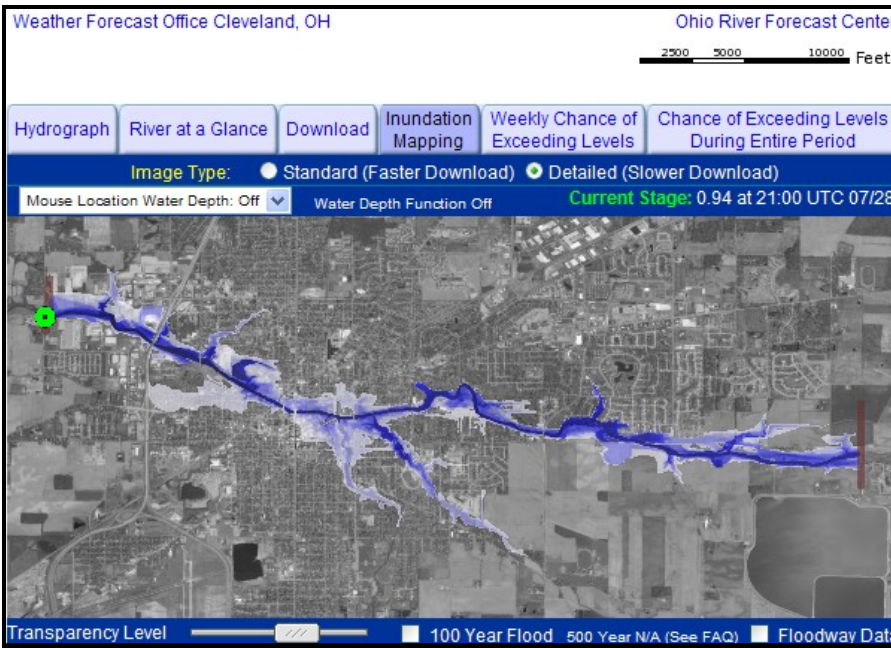 Weather Forecast Office Cleveland, OH
Ohio River Forecast Center
2500 5000 10000 Feet
Hydrograph
River at a Glance
Download
Inundation
Mapping
Weekly Chance of
Exceeding Levels
Chance of Exceeding Levels
During Entire Period
Image Type: Standard (Faster Download) Detailed (Slower Download)
Mouse Location Water Depth: Off Water Depth Function Off Current Stage: 0.94 at 21:00 UTC 07/28
Transparency Level 100 Year Flood 500 Year N/A (See FAQ) Floodway Data